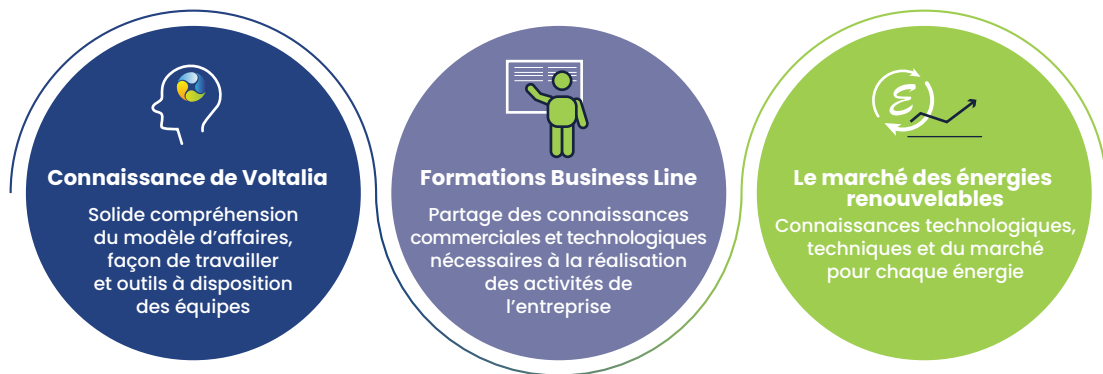 Connaissance de Voltalia
Solide compréhension
du modèle d’affaires,
façon de travailler
et outils à disposition
des équipes
Formations Business Line
Partage des connaissances
commerciales et technologiques
nécessaires à la réalisation
des activités de
l’entreprise
Le marché des énergies
renouvelables
Connaissances technologiques,
techniques et du marché
pour chaque énergie